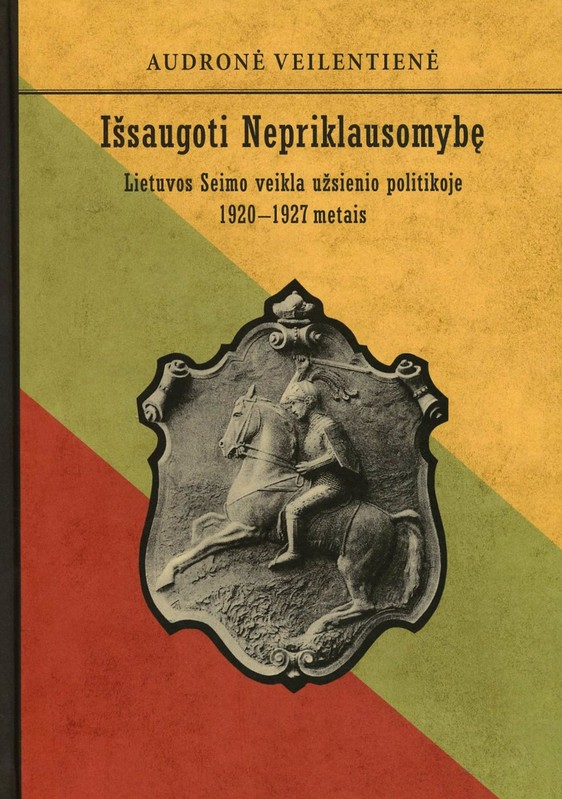 AUDRONĖ VEILENTIENĖ
Išsaugoti Nepriklausomybę
Lietuvos Seimo veikla užsienio politikoje
1920–1927 metais